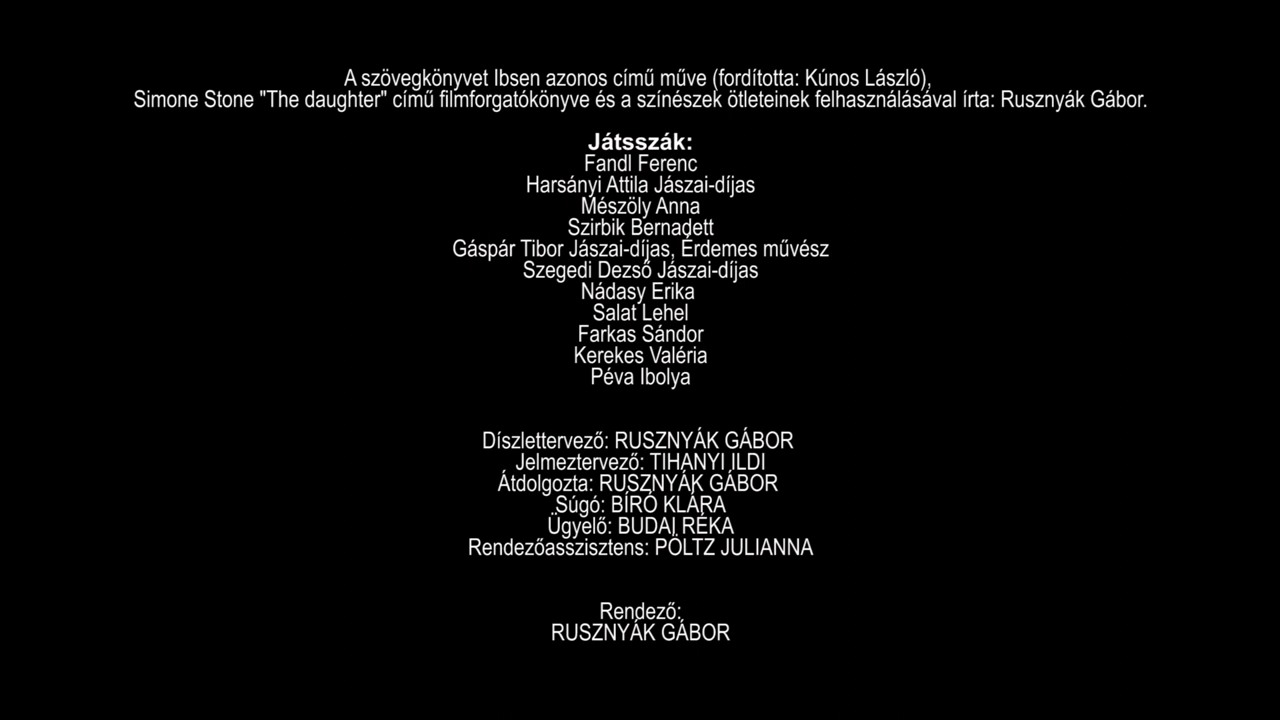 A szövegkönyvet Ibsen azonos című műve (fordította: Kúnos László),
Simone Stone "The daughter" című filmforgatókönyve és a színészek ötleteinek felhasználásával írta: Rusznyák Gábor.
Játsszák:
Fandl Ferenc
Harsányi Attila Jászai-díjas
Mészöly Anna
Szirbik Bernadett
Gáspár Tibor Jászai-díjas, Érdemes művész
Szegedi Dezső Jászai-díjas
Nádasy Erika
Salat Lehel
Farkas Sándor
Kerekes Valéria
Péva Ibolya
Díszlettervező: RUSZNYÁK GÁBOR
Jelmeztervező: TIHANYI ILDI
Átdolgozta: RUSZNYÁK GÁBOR
Súgó: BÍRÓ KLÁRA
Ügyelő: BUDAI RÉKA
Rendezőasszisztens: PÖLTZ JULIANNA
Rendező:
RUSZNYÁK GÁBOR